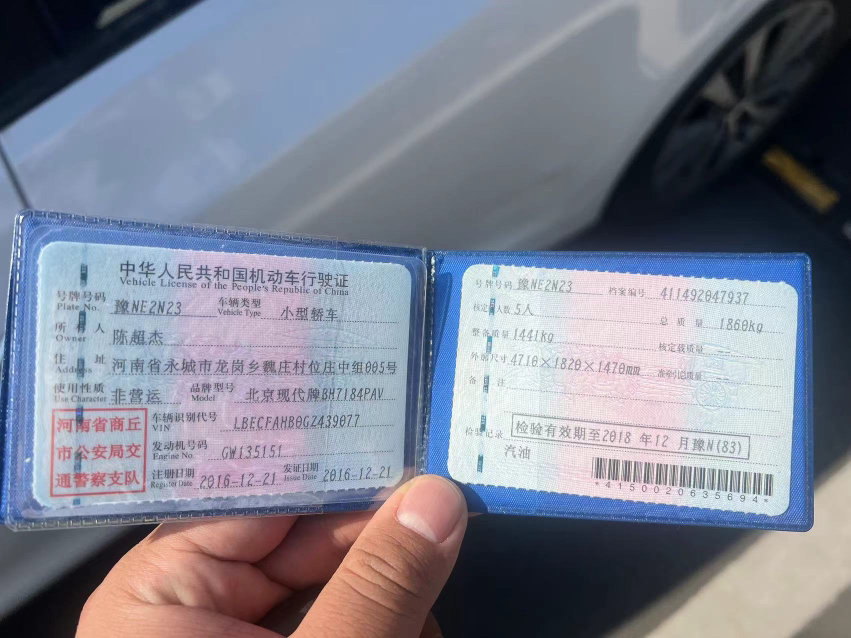 中华人民共和国机动车行驶证
Vehicle License of the People's Republic of China
号牌号码 豫NE2N23 车辆类型 小型轿车
Plate No. Vehicle Type
所有人 陈超杰
Owner
住址 河南省永城市龙岗乡魏庄村位庄中组005号
Address
使用性质 非营运 品牌型号 北京现代牌BH7184PAV
Use Character Model
河南省商丘
市公安局交
通警察支队
车辆识别代号 LBECFAHB0GZ439077
VIN
发动机号码 GW135151
Engine No.
注册日期 2016-12-21 发证日期 2016-12-21
Register Date Issue Date
号牌号码 豫NE2N23 档案编号 411492047937
核定人数 5人 总质量 1860kg
整备质量 1441kg 核定载质量 --
外廓尺寸 4710×1820×1470mm 准牵引总质量 --
备注
检验记录 检验有效期至2018 年12 月豫N(83)
汽油
*4150020635694*